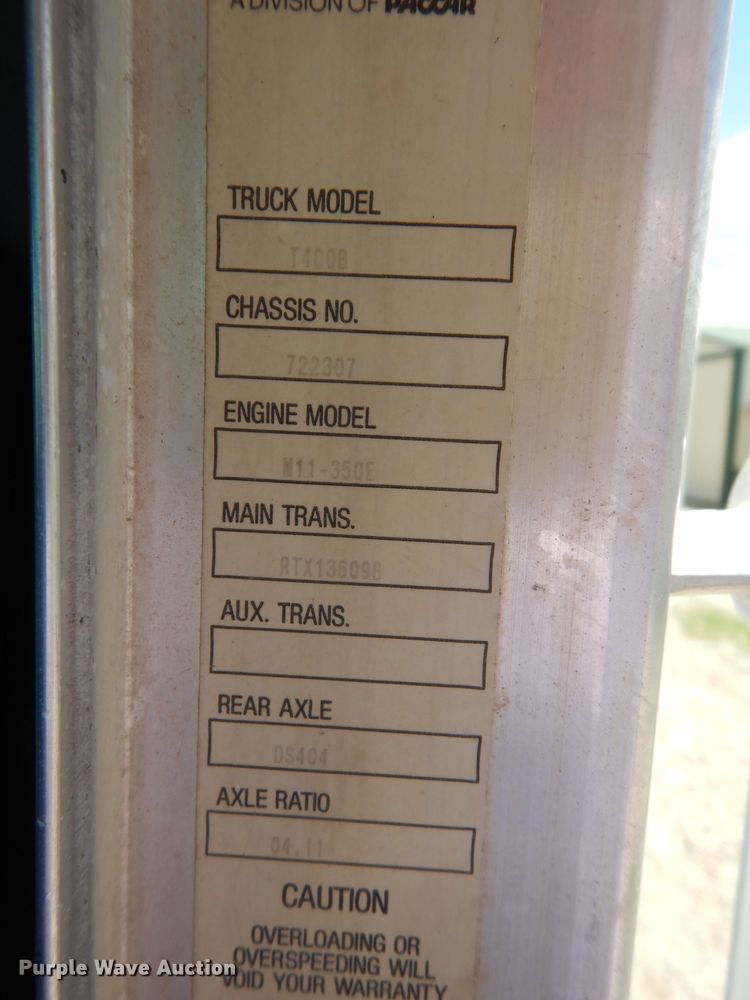 A DIVISION OF PACCAR
TRUCK MODEL
T400B
CHASSIS NO.
722307
ENGINE MODEL
M11-350E
MAIN TRANS.
RTX13609B
AUX. TRANS.
REAR AXLE
DS404
AXLE RATIO
04.11
CAUTION
OVERLOADING OR
OVERSPEEDING WILL
VOID YOUR WARRANTY
Purple Wave Auction